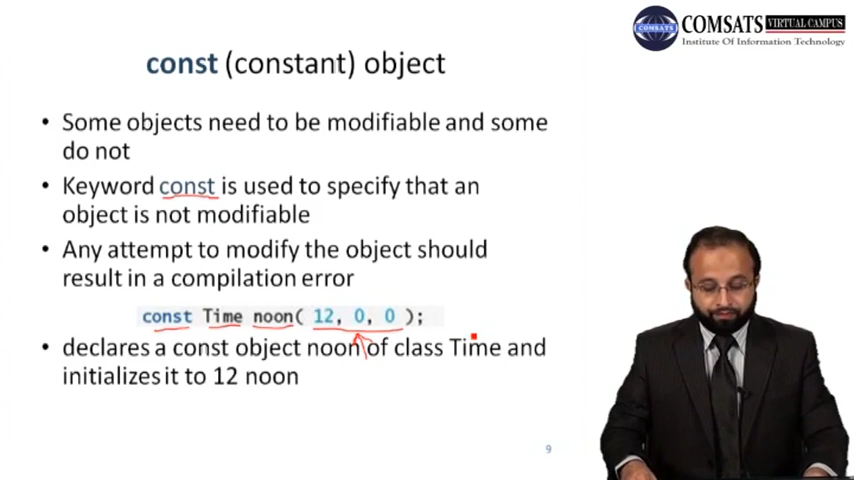 COMSATS VIRTUAL CAMPUS
Institute Of Information Technology
const (constant) object
• Some objects need to be modifiable and some
do not
• Keyword const is used to specify that an
object is not modifiable
• Any attempt to modify the object should
result in a compilation error
const Time noon( 12, 0, 0 );
• declares a const object noon of class Time and
initializes it to 12 noon
9